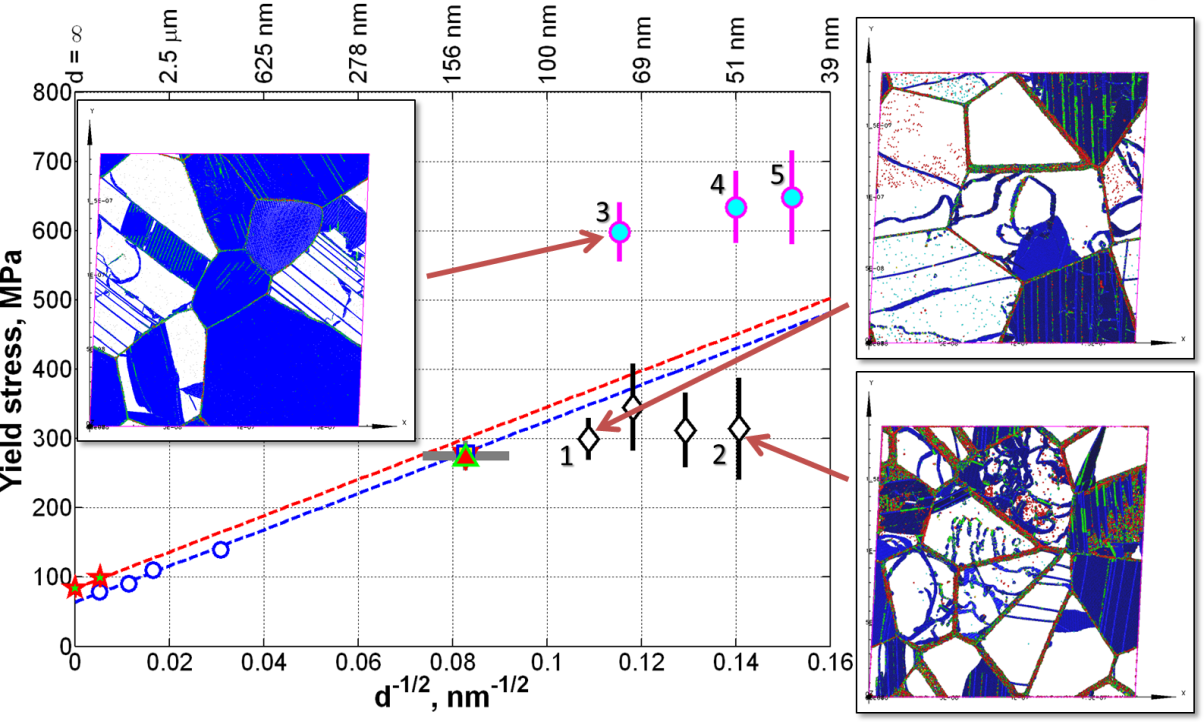 d = ∞ 2.5 μm 625 nm 278 nm 156 nm 100 nm 69 nm 51 nm 39 nm
800
700
600
500
400
300
200
100
0
Yield stress, MPa
3
4
5
1
2
0 0.02 0.04 0.06 0.08 0.1 0.12 0.14 0.16
d-1/2, nm-1/2
Y
X
Y
X
Y
X